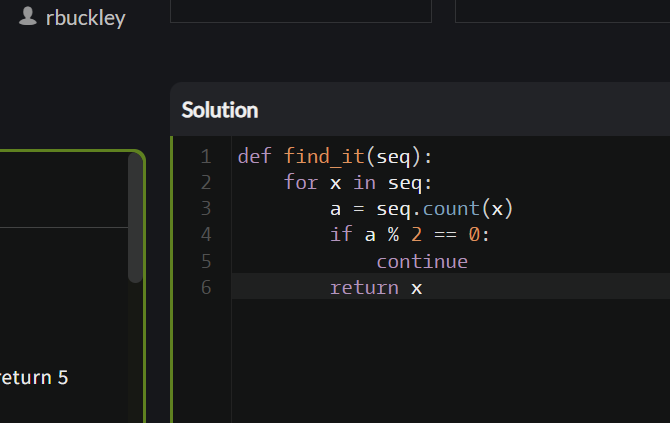 rbuckley
Solution
1 def find_it(seq):
2     for x in seq:
3         a = seq.count(x)
4         if a % 2 == 0:
5             continue
6         return x
return 5